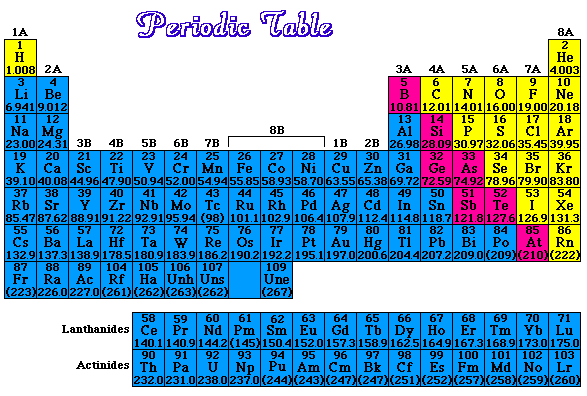 Periodic Table
1A 8A
1 2
H He
1.008 2A 3A 4A 5A 6A 7A 4.003
3 4 5 6 7 8 9 10
Li Be B C N O F Ne
6.941 9.012 10.81 12.01 14.01 16.00 19.00 20.18
11 12 13 14 15 16 17 18
Na Mg 8B Al Si P S Cl Ar
23.00 24.31 3B 4B 5B 6B 7B 1B 2B 26.98 28.09 30.97 32.06 35.45 39.95
19 20 21 22 23 24 25 26 27 28 29 30 31 32 33 34 35 36
K Ca Sc Ti V Cr Mn Fe Co Ni Cu Zn Ga Ge As Se Br Kr
39.10 40.08 44.96 47.90 50.94 52.00 54.94 55.85 58.93 58.70 63.55 65.38 69.72 72.59 74.92 78.96 79.90 83.80
37 38 39 40 41 42 43 44 45 46 47 48 49 50 51 52 53 54
Rb Sr Y Zr Nb Mo Tc Ru Rh Pd Ag Cd In Sn Sb Te I Xe
85.47 87.62 88.91 91.22 92.91 95.94 (98) 101.1 102.9 106.4 107.9 112.4 114.8 118.7 121.8 127.6 126.9 131.3
55 56 57 72 73 74 75 76 77 78 79 80 81 82 83 84 85 86
Cs Ba La Hf Ta W Re Os Ir Pt Au Hg Tl Pb Bi Po At Rn
132.9 137.3 138.9 178.5 180.9 183.9 186.2 190.2 192.2 195.1 197.0 200.6 204.4 207.2 209.0 (209) (210) (222)
87 88 89 104 105 106 107 109
Fr Ra Ac Rf Ha Unh Uns Une
(223) 226.0 227.0 (261) (262) (263) (262) (267)
58 59 60 61 62 63 64 65 66 67 68 69 70 71
Lanthanides Ce Pr Nd Pm Sm Eu Gd Tb Dy Ho Er Tm Yb Lu
140.1 140.9 144.2 (145) 150.4 152.0 157.3 158.9 162.5 164.9 167.3 168.9 173.0 175.0
90 91 92 93 94 95 96 97 98 99 100 101 102 103
Actinides Th Pa U Np Pu Am Cm Bk Cf Es Fm Md No Lr
232.0 231.0 238.0 237.0 (244) (243) (247) (247) (251) (252) (257) (258) (259) (260)